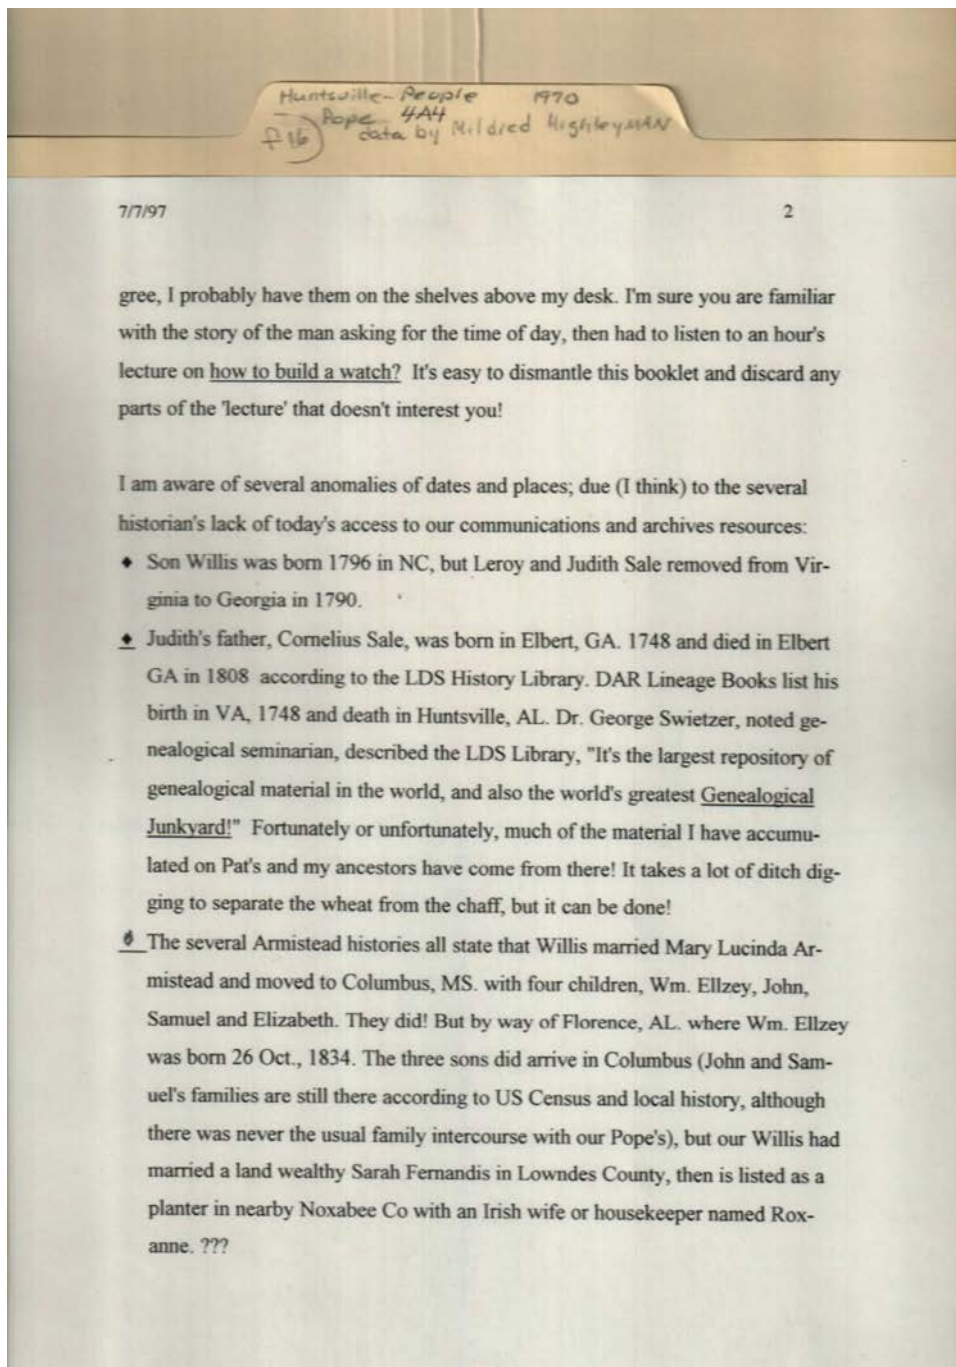 Huntsville - People 1970
Pope 4A4
f 16 data by Mildred HighleyMAN
7/7/97 2
gree, I probably have them on the shelves above my desk. I'm sure you are familiar
with the story of the man asking for the time of day, then had to listen to an hour's
lecture on how to build a watch? It's easy to dismantle this booklet and discard any
parts of the 'lecture' that doesn't interest you!
I am aware of several anomalies of dates and places; due (I think) to the several
historian's lack of today's access to our communications and archives resources:
♦ Son Willis was born 1796 in NC, but Leroy and Judith Sale removed from Vir-
ginia to Georgia in 1790.
♦ Judith's father, Cornelius Sale, was born in Elbert, GA. 1748 and died in Elbert
GA in 1808 according to the LDS History Library. DAR Lineage Books list his
birth in VA, 1748 and death in Huntsville, AL. Dr. George Swietzer, noted ge-
nealogical seminarian, described the LDS Library, "It's the largest repository of
genealogical material in the world, and also the world's greatest Genealogical
Junkyard!" Fortunately or unfortunately, much of the material I have accumu-
lated on Pat's and my ancestors have come from there! It takes a lot of ditch dig-
ging to separate the wheat from the chaff, but it can be done!
♦ The several Armistead histories all state that Willis married Mary Lucinda Ar-
mistead and moved to Columbus, MS. with four children, Wm. Ellzey, John,
Samuel and Elizabeth. They did! But by way of Florence, AL. where Wm. Ellzey
was born 26 Oct., 1834. The three sons did arrive in Columbus (John and Sam-
uel's families are still there according to US Census and local history, although
there was never the usual family intercourse with our Pope's), but our Willis had
married a land wealthy Sarah Fernandis in Lowndes County, then is listed as a
planter in nearby Noxabee Co with an Irish wife or housekeeper named Rox-
anne. ???